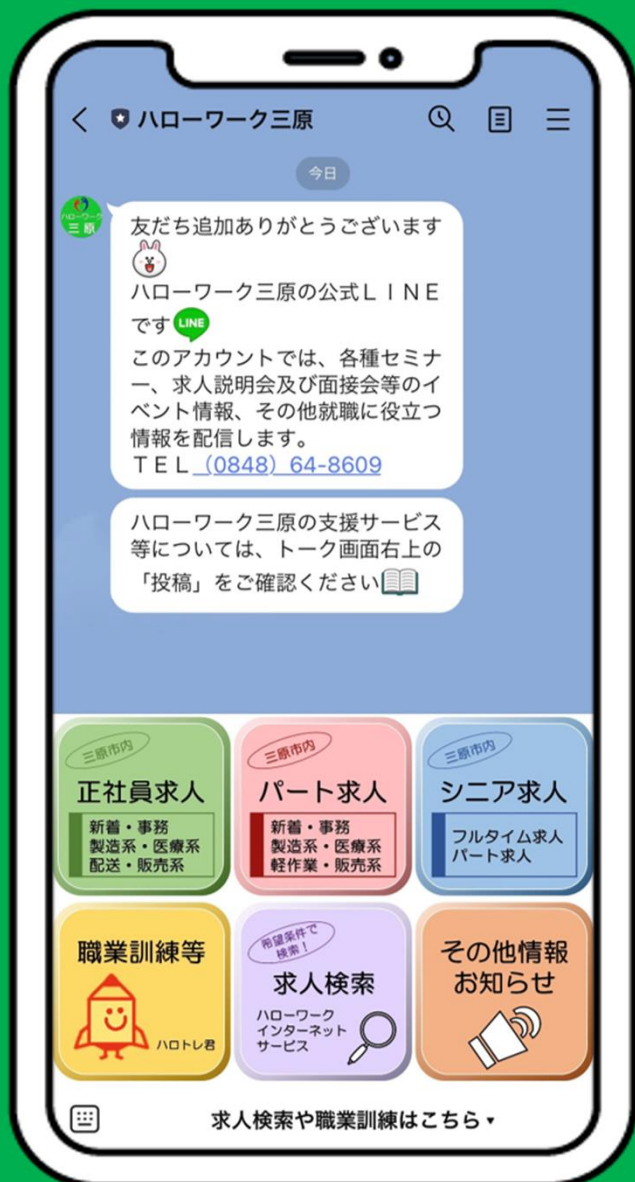 ハローワーク三原
今日
ハローワーク
三原
友だち追加ありがとうございます
ハローワーク三原の公式ＬＩＮＥ
です LINE
このアカウントでは、各種セミナ
ー、求人説明会及び面接会等のイ
ベント情報、その他就職に役立つ
情報を配信します。
ＴＥＬ (0848) 64-8609
ハローワーク三原の支援サービス
等については、トーク画面右上の
「投稿」をご確認ください
三原市内
正社員求人
新着・事務
製造系・医療系
配送・販売系
三原市内
パート求人
新着・事務
製造系・医療系
軽作業・販売系
三原市内
シニア求人
フルタイム求人
パート求人
職業訓練等
ハロトレ君
希望条件で
検索！
求人検索
ハローワーク
インターネット
サービス
その他情報
お知らせ
求人検索や職業訓練はこちら▾